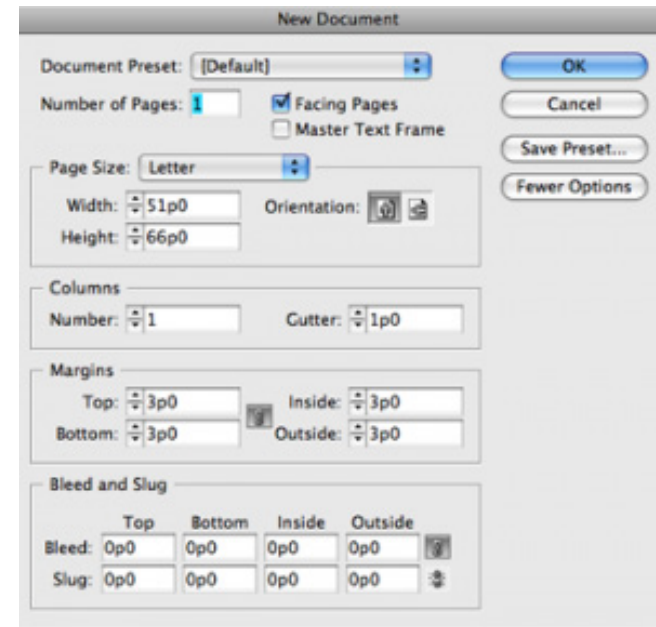 New Document
Document Preset: [Default]
OK
Number of Pages: 1
Facing Pages
Cancel
Master Text Frame
Save Preset...
Page Size: Letter
Fewer Options
Width: 51p0
Orientation:
Height: 66p0
Columns
Number: 1
Gutter: 1p0
Margins
Top: 3p0
Inside: 3p0
Bottom: 3p0
Outside: 3p0
Bleed and Slug
Top Bottom Inside Outside
Bleed: 0p0 0p0 0p0 0p0
Slug: 0p0 0p0 0p0 0p0